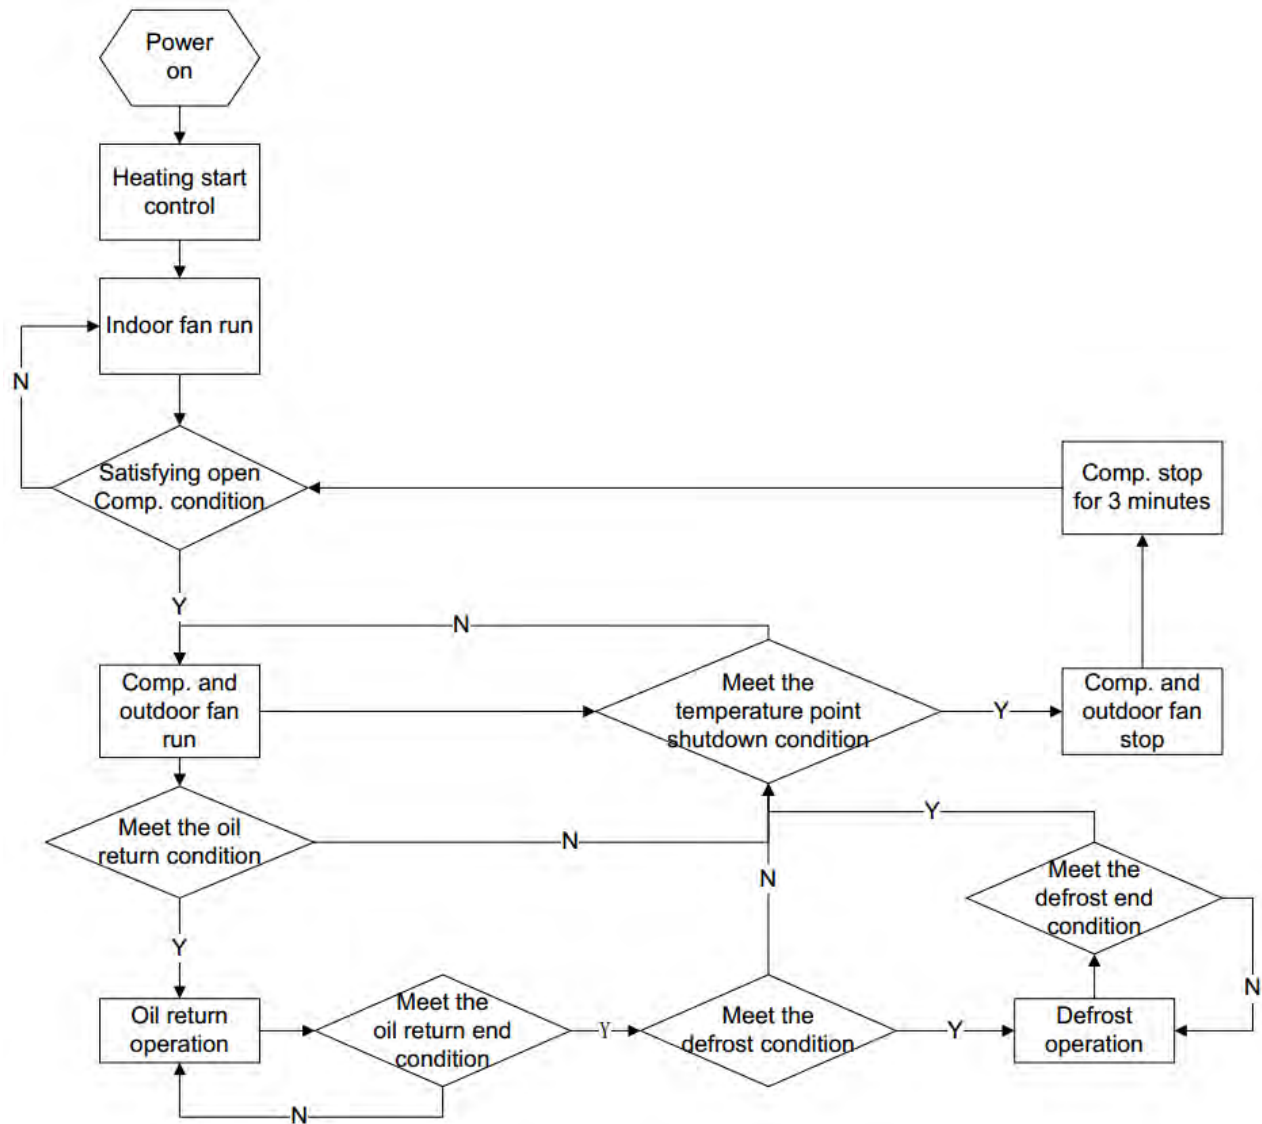 Power
on
Heating start
control
Indoor fan run
N
Satisfying open
Comp. condition
Comp. stop
for 3 minutes
Y
N
Comp. and
outdoor fan
run
Meet the
temperature point
shutdown condition
Y
Comp. and
outdoor fan
stop
Meet the oil
return condition
N
Y
N
Meet the
defrost end
condition
Y
N
Oil return
operation
Meet the
oil return end
condition
Y
Meet the
defrost condition
Y
Defrost
operation
N